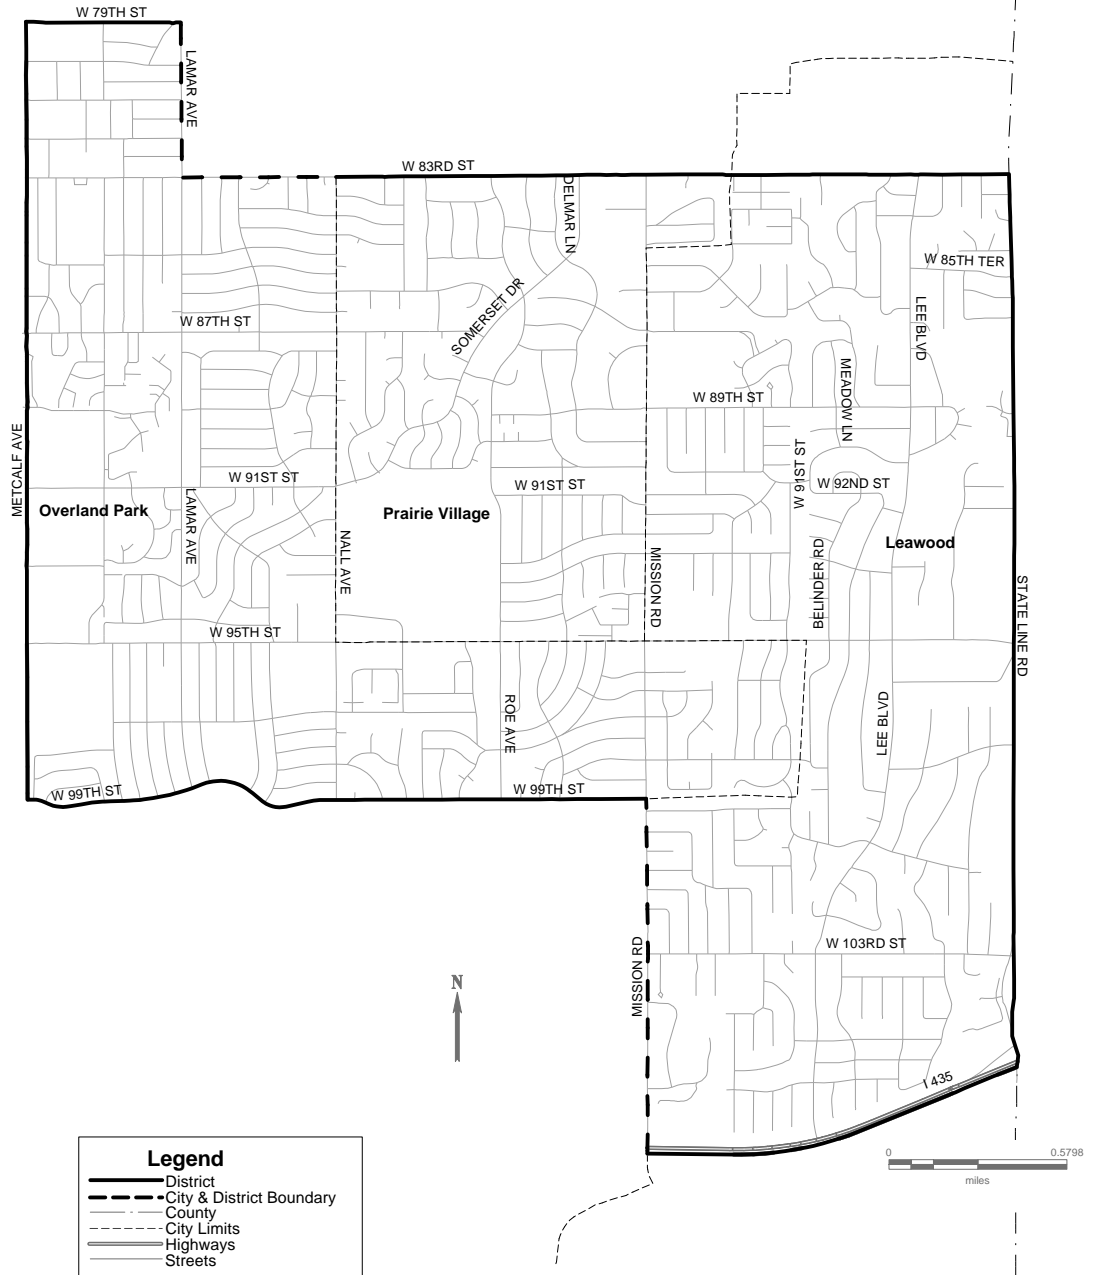 W 79TH ST
LAMAR AVE
W 83RD ST
DELMAR LN
W 85TH TER
SOMERSET DR
W 87TH ST
LEE BLVD
MEADOW LN
W 89TH ST
METCALF AVE
W 91ST ST
W 91ST ST
W 91ST ST
W 92ND ST
LAMAR AVE
Overland Park
Prairie Village
NALL AVE
MISSION RD
BELINDER RD
Leawood
STATE LINE RD
W 95TH ST
ROE AVE
LEE BLVD
W 99TH ST
W 99TH ST
MISSION RD
W 103RD ST
N
I 435
0 0.5798
miles
Legend
District
City & District Boundary
County
City Limits
Highways
Streets